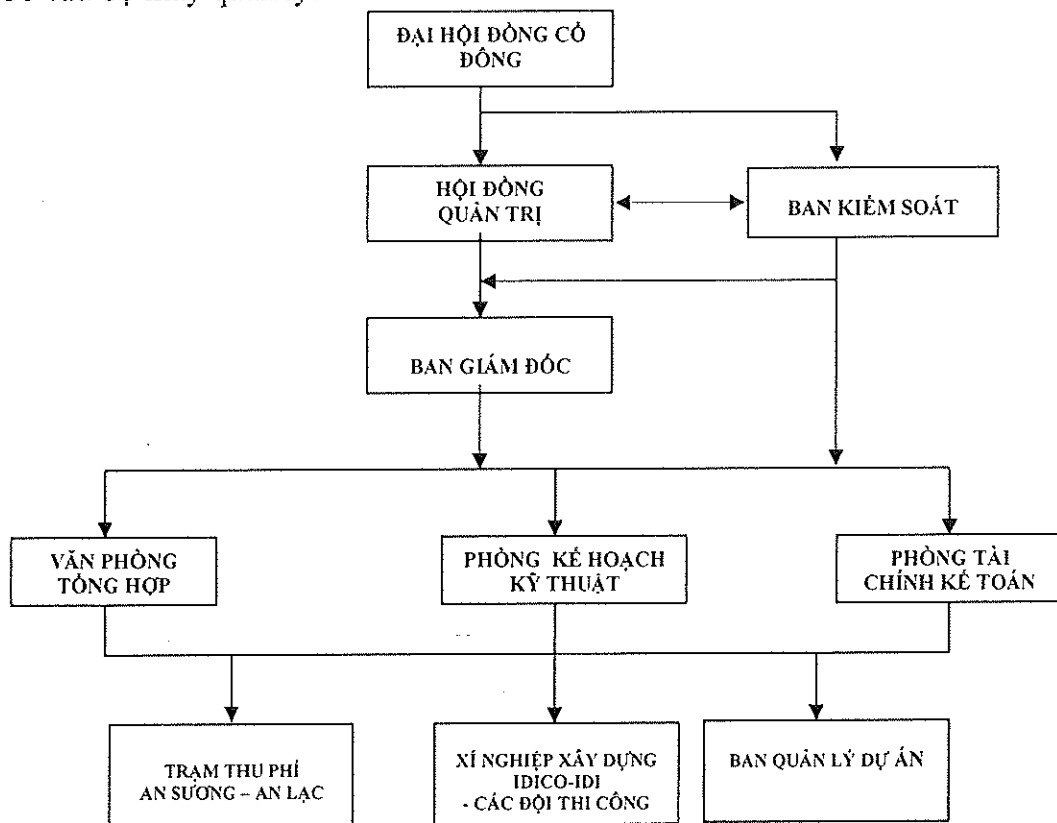 ĐẠI HỘI ĐỒNG CỔ
ĐÔNG
HỘI ĐỒNG
QUẢN TRỊ
BAN KIỂM SOÁT
BAN GIÁM ĐỐC
VĂN PHÒNG
TỔNG HỢP
PHÒNG KẾ HOẠCH
KỸ THUẬT
PHÒNG TÀI
CHÍNH KẾ TOÁN
TRẠM THU PHÍ
AN SƯƠNG – AN LẠC
XÍ NGHIỆP XÂY DỰNG
IDICO-IDI
- CÁC ĐỘI THI CÔNG
BAN QUẢN LÝ DỰ ÁN